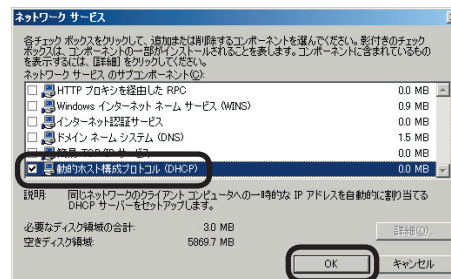 ネットワーク サービス
各チェック ボックスをクリックして、追加または削除するコンポーネントを選んでください。影付きのチェック
ボックスは、コンポーネントの一部がインストールされることを表します。コンポーネントに含まれているもの
を表示するには、[詳細] をクリックしてください。
ネットワーク サービス のサブコンポーネント(C):
HTTP プロキシを経由した RPC 0.0 MB
Windows インターネット ネーム サービス (WINS) 0.9 MB
インターネット認証サービス 0.0 MB
ドメイン ネーム システム (DNS) 1.5 MB
簡易 TCP/IP サービス 0.0 MB
動的ホスト構成プロトコル (DHCP) 0.0 MB
説明: 同じネットワークのクライアント コンピュータへの一時的な IP アドレスを自動的に割り当てる
DHCP サーバーをセットアップします。
必要なディスク領域の合計: 3.0 MB
空きディスク領域: 5869.7 MB
詳細(D)...
OK キャンセル